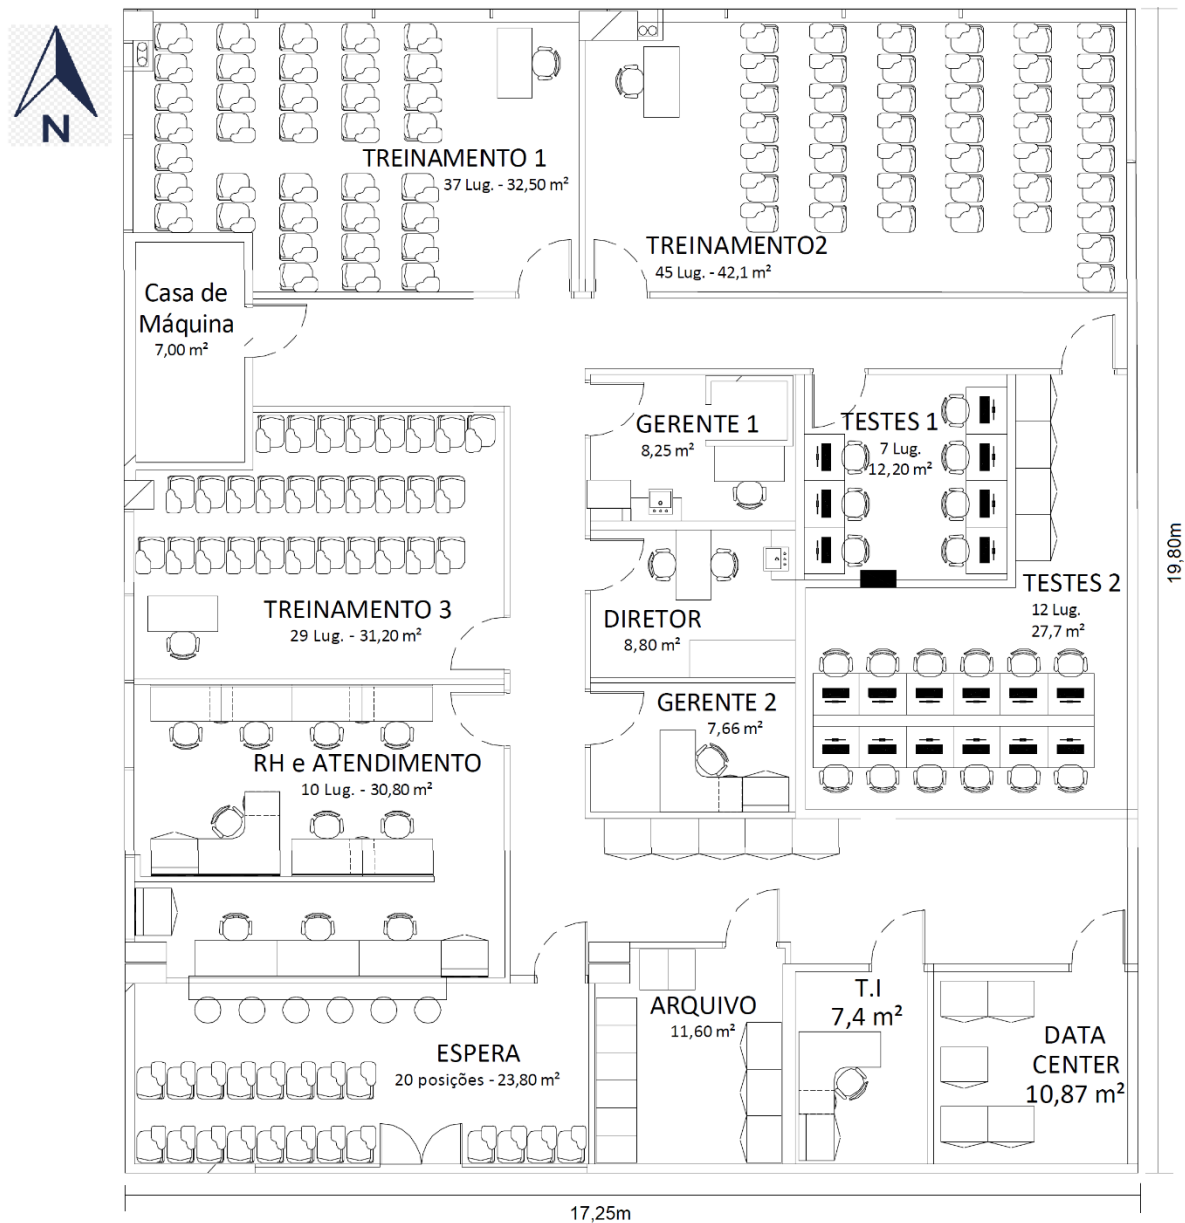 N
TREINAMENTO 1
37 Lug. - 32,50 m²
TREINAMENTO2
45 Lug. - 42,1 m²
Casa de
Máquina
7,00 m²
GERENTE 1
8,25 m²
TESTES 1
7 Lug.
12,20 m²
19,80m
TREINAMENTO 3
29 Lug. - 31,20 m²
DIRETOR
8,80 m²
TESTES 2
12 Lug.
27,7 m²
GERENTE 2
7,66 m²
RH e ATENDIMENTO
10 Lug. - 30,80 m²
ARQUIVO
11,60 m²
T.I
7,4 m²
DATA
CENTER
10,87 m²
ESPERA
20 posições - 23,80 m²
17,25m